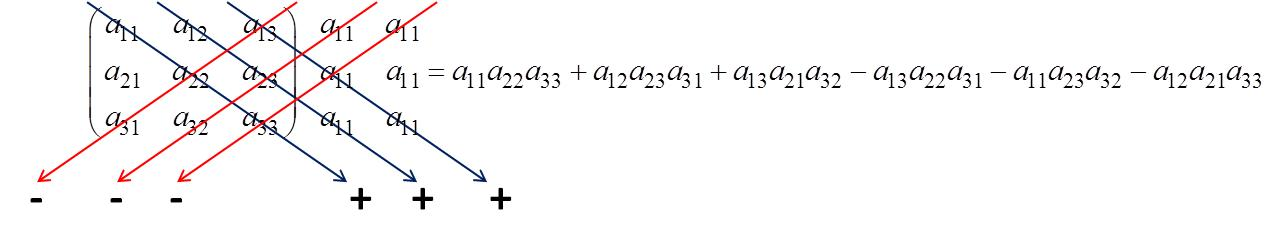 a11 a12 a13 a11 a11
a21 a22 a23 a11 a11 = a11a22a33 + a12a23a31 + a13a21a32 − a13a22a31 − a11a23a32 − a12a21a33
a31 a32 a33 a11 a11
- - - + + +